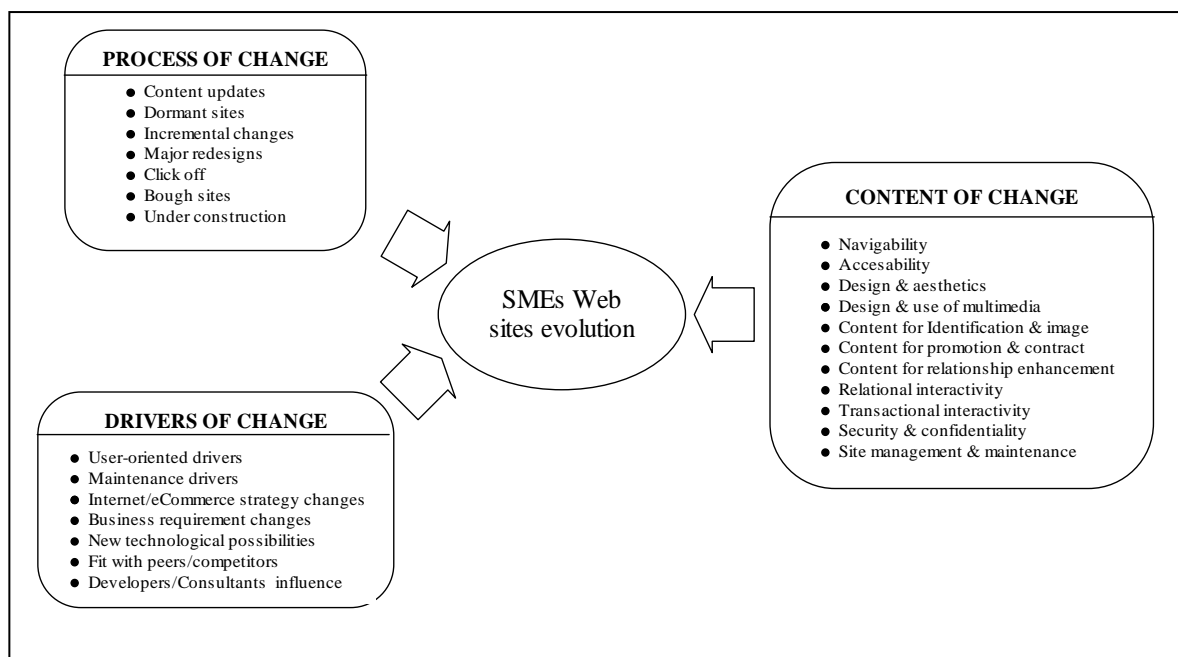 PROCESS OF CHANGE
● Content updates
● Dormant sites
● Incremental changes
● Major redesigns
● Click off
● Bough sites
● Under construction
SMEs Web
sites evolution
CONTENT OF CHANGE
● Navigability
● Accesability
● Design & aesthetics
● Design & use of multimedia
● Content for Identification & image
● Content for promotion & contract
● Content for relationship enhancement
● Relational interactivity
● Transactional interactivity
● Security & confidentiality
● Site management & maintenance
DRIVERS OF CHANGE
● User-oriented drivers
● Maintenance drivers
● Internet/eCommerce strategy changes
● Business requirement changes
● New technological possibilities
● Fit with peers/competitors
● Developers/Consultants influence